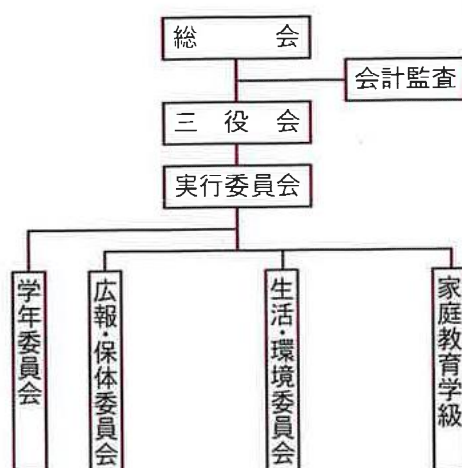 総　　会
会計監査
三　役　会
実行委員会
学年委員会
広報・保体委員会
生活・環境委員会
家庭教育学級